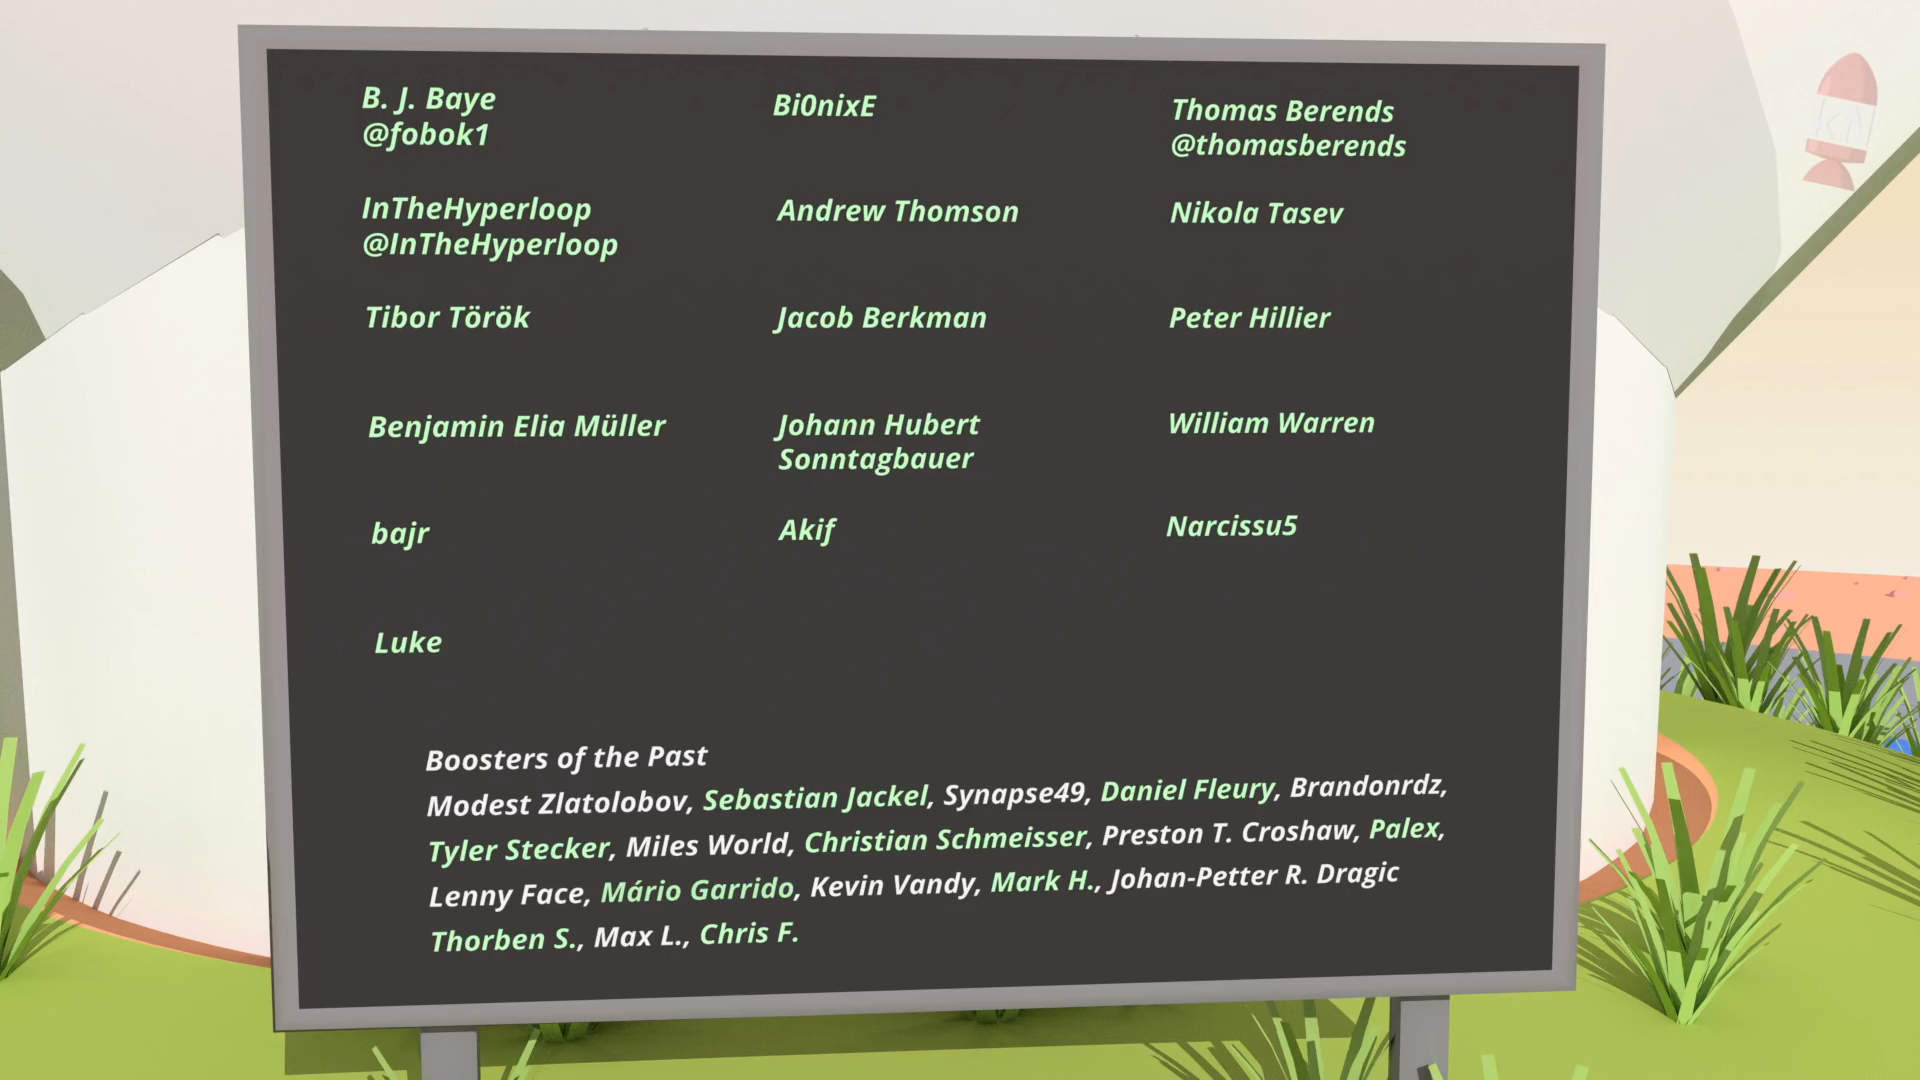 B. J. Baye
@fobok1
Bi0nixE
Thomas Berends
@thomasberends
InTheHyperloop
@InTheHyperloop
Andrew Thomson
Nikola Tasev
Tibor Török
Jacob Berkman
Peter Hillier
Benjamin Elia Müller
Johann Hubert
Sonntagbauer
William Warren
bajr
Akif
Narcissu5
Luke
Boosters of the Past
Modest Zlatolobov, Sebastian Jackel, Synapse49, Daniel Fleury, Brandonrdz,
Tyler Stecker, Miles World, Christian Schmeisser, Preston T. Croshaw, Palex,
Lenny Face, Mário Garrido, Kevin Vandy, Mark H., Johan-Petter R. Dragic
Thorben S., Max L., Chris F.